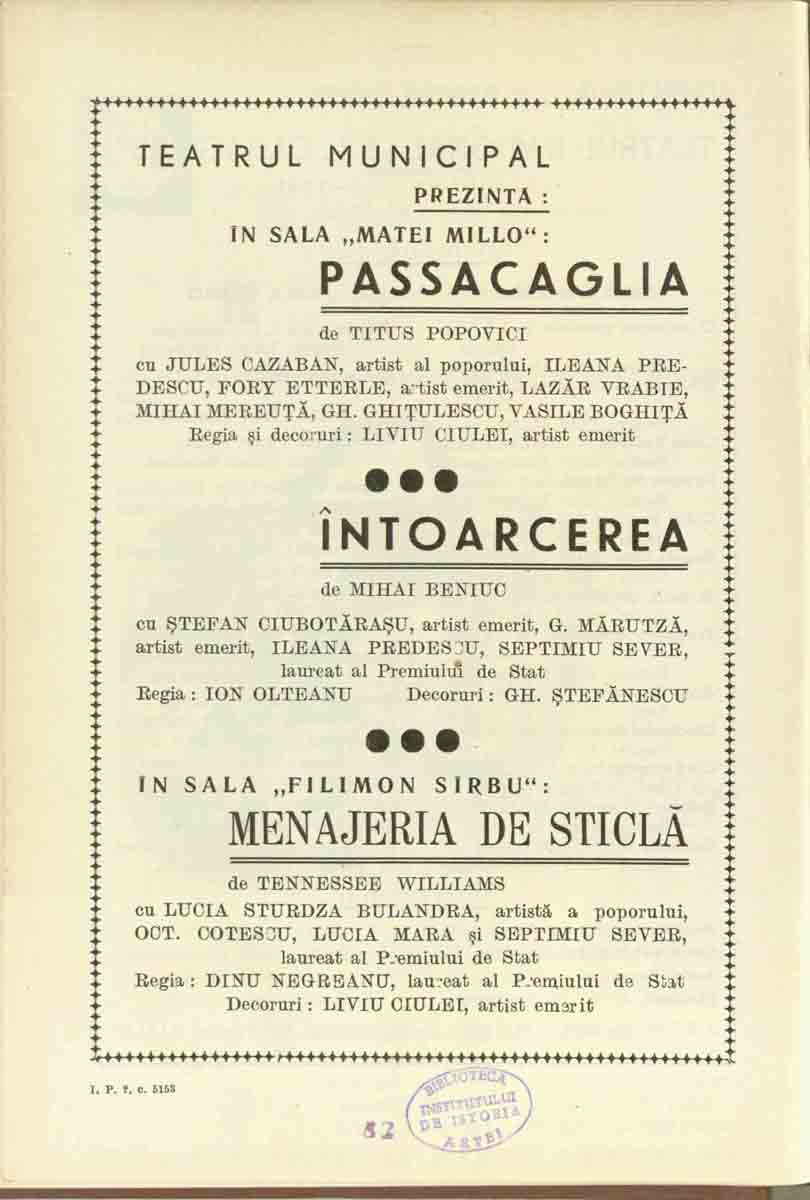 TEATRUL MUNICIPAL
PREZINTA :
IN SALA „MATEI MILLO“ :
PASSACAGLIA
de TITUS POPOVICI
cu JULES CAZABAN, artist al poporului, ILEANA PRE-
DESCU, FORY ETTERLE, artist emerit, LAZĂR VRABIE,
MIHAI MEREUȚĂ, GH. GHIȚULESCU, VASILE BOGHIȚĂ
Regia și decoruri : LIVIU CIULEI, artist emerit
●●●
ÎNTOARCEREA
de MIHAI BENIUC
cu ȘTEFAN CIUBOTĂRAȘU, artist emerit, G. MĂRUTZĂ,
artist emerit, ILEANA PREDESCU, SEPTIMIU SEVER,
laureat al Premiului de Stat
Regia : ION OLTEANU Decoruri : GH. ȘTEFĂNESCU
●●●
IN SALA „FILIMON SÎRBU“ :
MENAJERIA DE STICLĂ
de TENNESSEE WILLIAMS
cu LUCIA STURDZA BULANDRA, artistă a poporului,
OCT. COTESCU, LUCIA MARA și SEPTIMIU SEVER,
laureat al Premiului de Stat
Regia : DINU NEGREANU, laureat al Premiului de Stat
Decoruri : LIVIU CIULEI, artist emerit
I. P. 2, c. 5153
BIBLIOTECA
INSTITUTULUI
DE ISTORIA
ARTEI